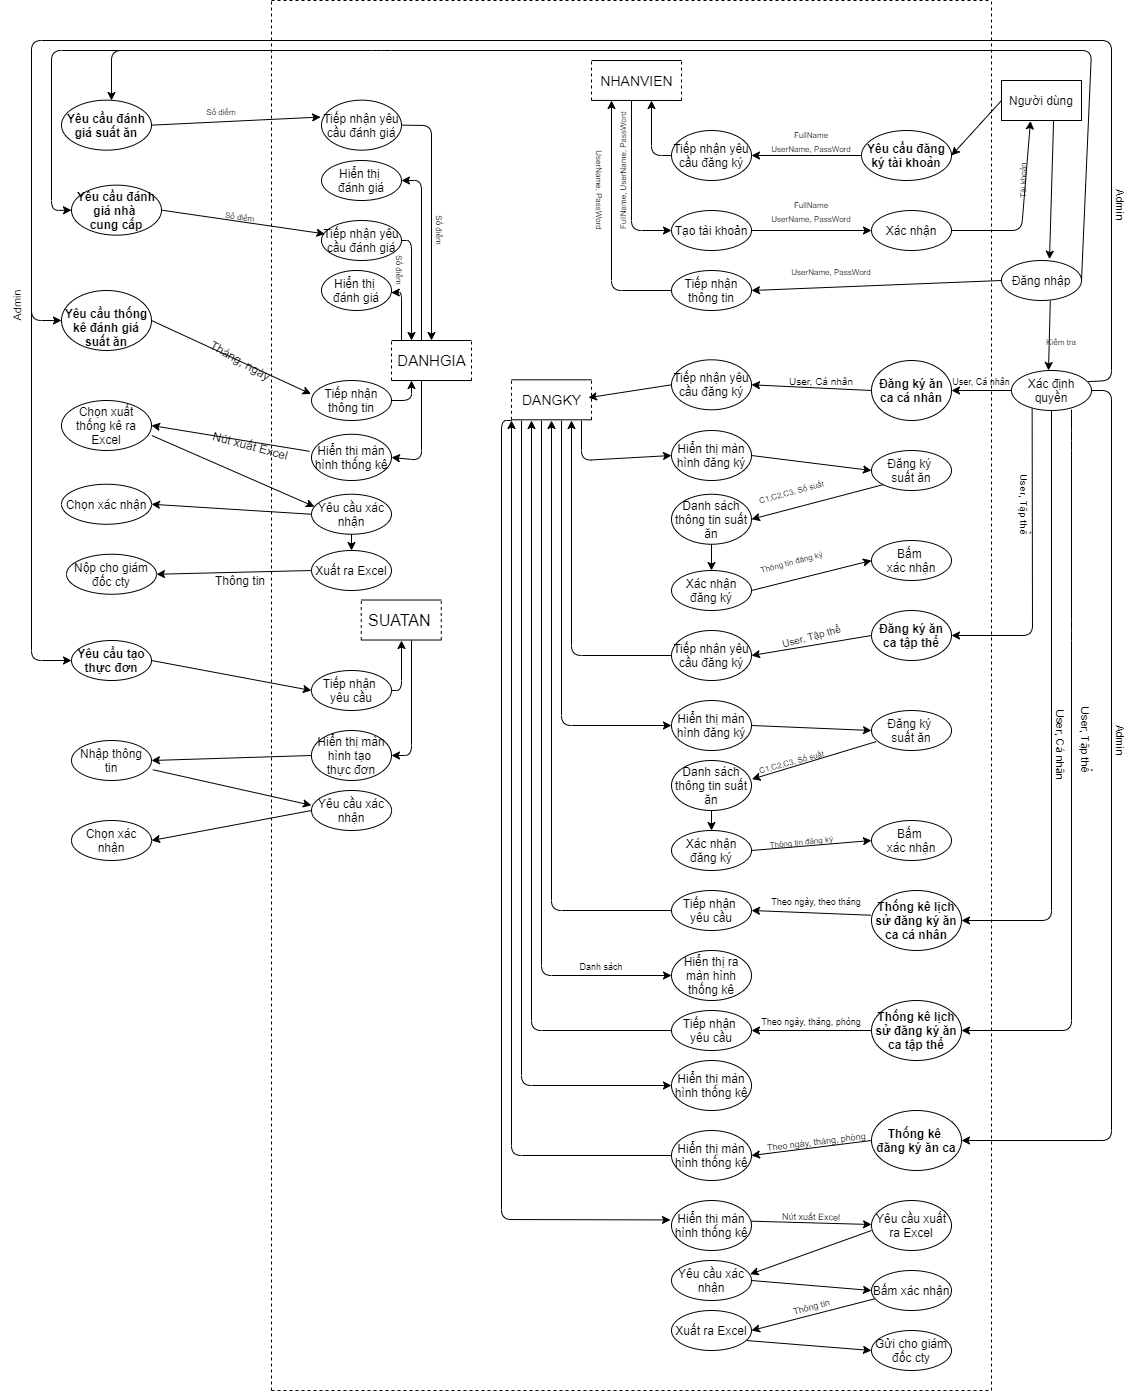 NHANVIEN
Người dùng
Yêu cầu đánh
giá suất ăn
Số điểm
Tiếp nhận yêu
cầu đánh giá
Hiển thị
đánh giá
Yêu cầu đánh
giá nhà
cung cấp
Số điểm
Tiếp nhận yêu
cầu đánh giá
Số điểm
Số điểm
Hiển thị
đánh giá
UserName, PassWord
FullName, UserName, PassWord
Tiếp nhận yêu
cầu đăng ký
FullName
UserName, PassWord
Yêu cầu đăng
ký tài khoản
Tài khoản
Admin
Tạo tài khoản
FullName
UserName, PassWord
Xác nhận
Tiếp nhận
thông tin
UserName, PassWord
Đăng nhập
Kiểm tra
Admin
Yêu cầu thống
kê đánh giá
suất ăn
Tháng, ngày
DANHGIA
Tiếp nhận
thông tin
Chọn xuất
thống kê ra
Excel
Nút xuất Excel
Hiển thị màn
hình thống kê
Chọn xác nhận
Yêu cầu xác
nhận
Nộp cho giám
đốc cty
Thông tin
Xuất ra Excel
SUATAN
Yêu cầu tạo
thực đơn
Tiếp nhận
yêu cầu
Nhập thông
tin
Hiển thị màn
hình tạo
thực đơn
Yêu cầu xác
nhận
Chọn xác
nhận
DANGKY
Tiếp nhận yêu
cầu đăng ký
User, Cá nhân
Đăng ký ăn
ca cá nhân
User, Cá nhân
Xác định
quyền
Hiển thị màn
hình đăng ký
Đăng ký
suất ăn
C1,C2,C3, Số suất
Danh sách
thông tin suất
ăn
User, Tập thể
Xác nhận
đăng ký
Thông tin đăng ký
Bấm
xác nhận
Tiếp nhận yêu
cầu đăng ký
User, Tập thể
Đăng ký ăn
ca tập thể
Hiển thị màn
hình đăng ký
Đăng ký
suất ăn
C1,C2,C3, Số suất
Danh sách
thông tin suất
ăn
User, Cá nhân
User, Tập thể
Admin
Xác nhận
đăng ký
Thông tin đăng ký
Bấm
xác nhận
Tiếp nhận
yêu cầu
Theo ngày, theo tháng
Thống kê lịch
sử đăng ký ăn
ca cá nhân
Danh sách
Hiển thị ra
màn hình
thống kê
Tiếp nhận
yêu cầu
Theo ngày, tháng, phòng
Thống kê lịch
sử đăng ký ăn
ca tập thể
Hiển thị màn
hình thống kê
Hiển thị màn
hình thống kê
Theo ngày, tháng, phòng
Thống kê
đăng ký ăn ca
Hiển thị màn
hình thống kê
Nút xuất Excel
Yêu cầu xuất
ra Excel
Yêu cầu xác
nhận
Bấm xác nhận
Thông tin
Xuất ra Excel
Gửi cho giám
đốc cty